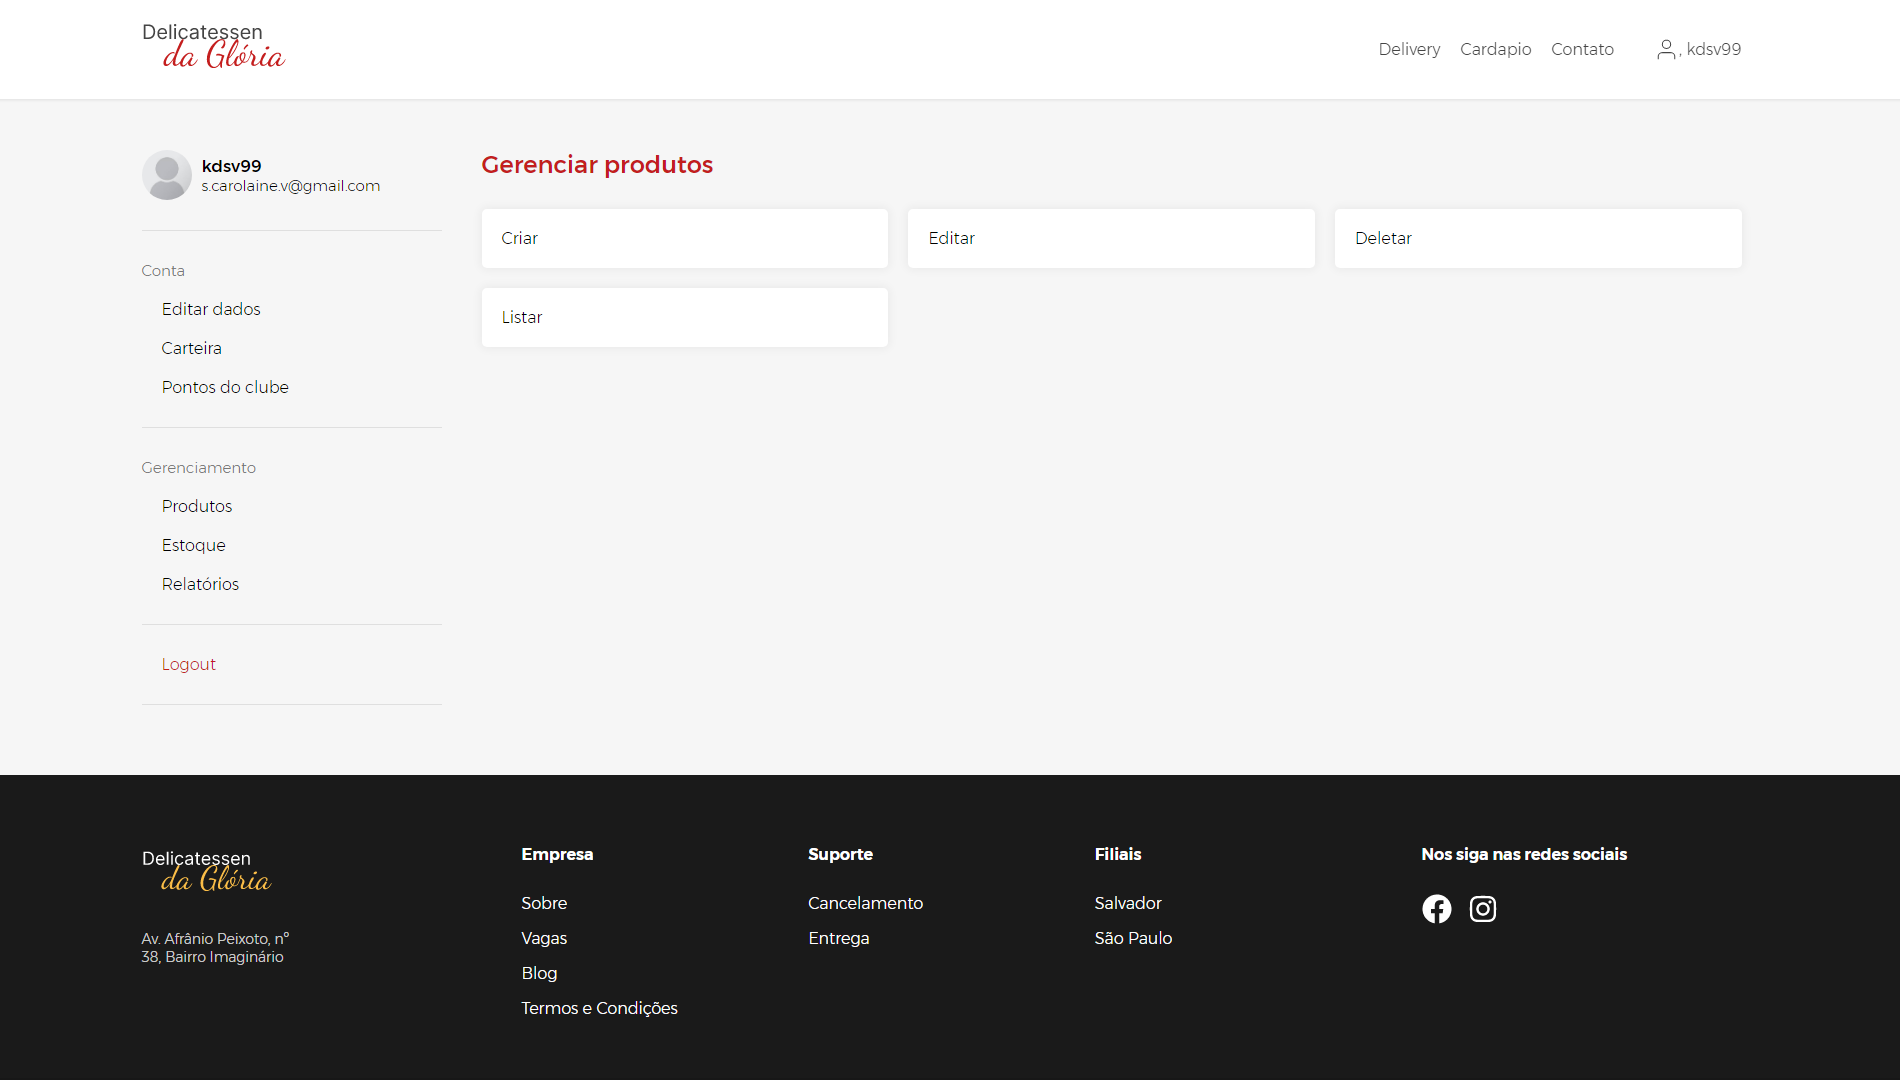 Delicatessen
da Glória
Delivery
Cardapio
Contato
, kdsv99
kdsv99
s.carolaine.v@gmail.com
Conta
Editar dados
Carteira
Pontos do clube
Gerenciamento
Produtos
Estoque
Relatórios
Logout
Gerenciar produtos
Criar
Editar
Deletar
Listar
Delicatessen
da Glória
Av. Afrânio Peixoto, nº
38, Bairro Imaginário
Empresa
Sobre
Vagas
Blog
Termos e Condições
Suporte
Cancelamento
Entrega
Filiais
Salvador
São Paulo
Nos siga nas redes sociais